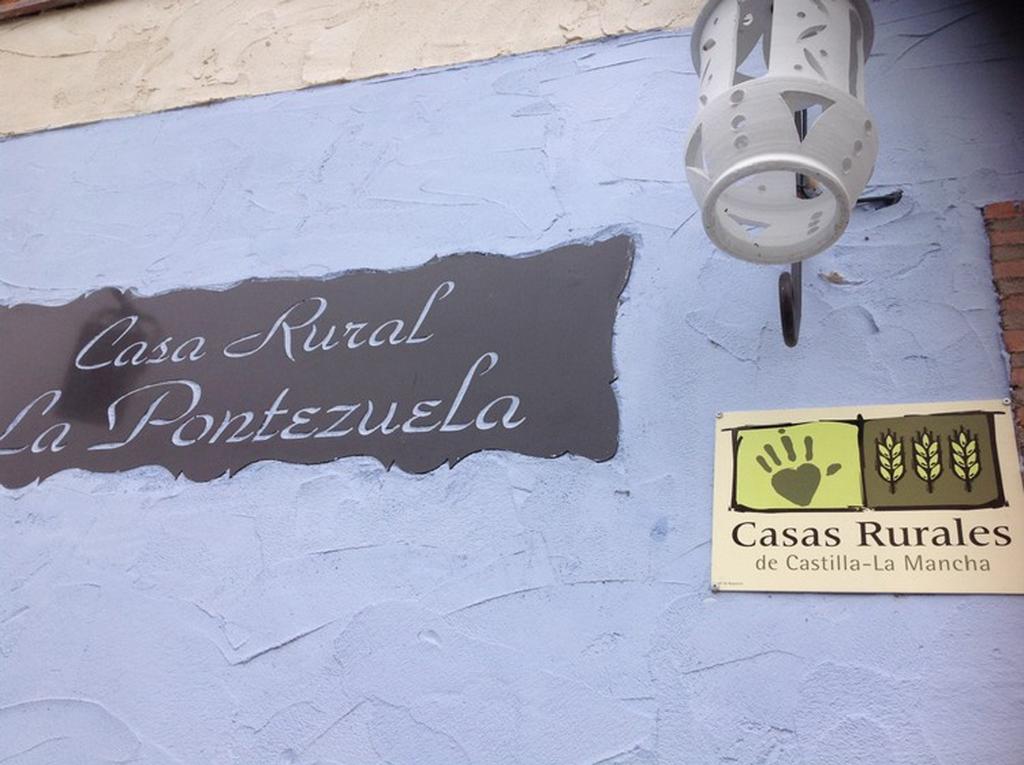 Casa Rural
La Pontezuela
Casas Rurales
de Castilla-La Mancha